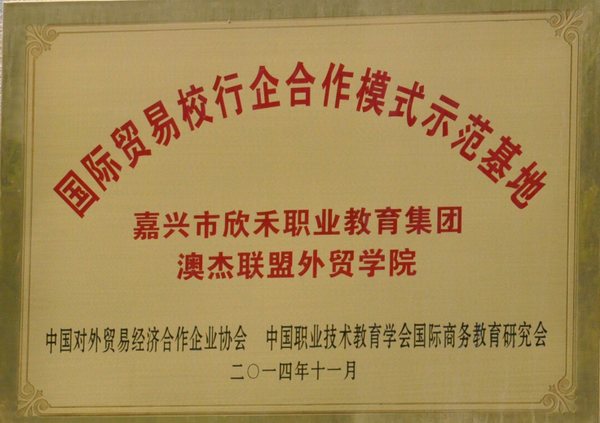 国际贸易校行企合作模式示范基地
嘉兴市欣禾职业教育集团
澳杰联盟外贸学院
中国对外贸易经济合作企业协会 中国职业技术教育学会国际商务教育研究会
二〇一四年十一月